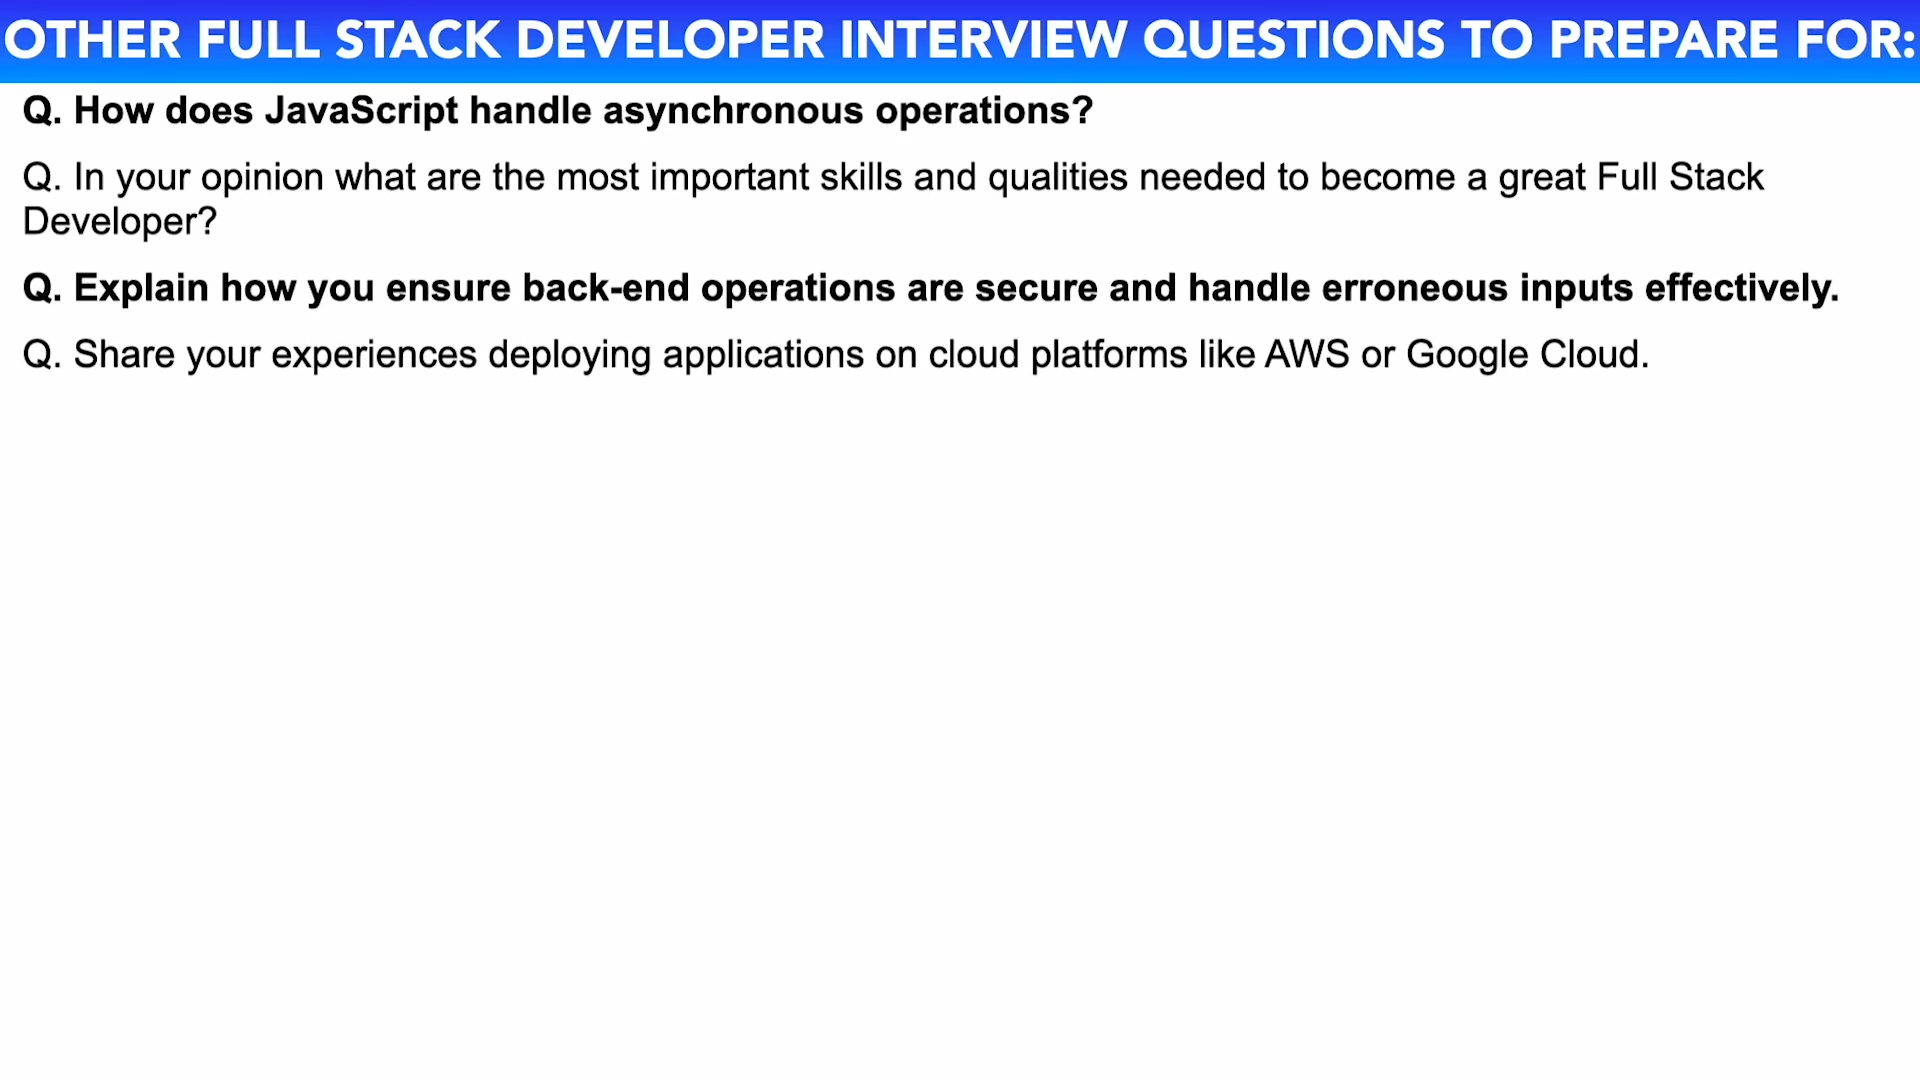 OTHER FULL STACK DEVELOPER INTERVIEW QUESTIONS TO PREPARE FOR:
Q. How does JavaScript handle asynchronous operations?
Q. In your opinion what are the most important skills and qualities needed to become a great Full Stack
Developer?
Q. Explain how you ensure back-end operations are secure and handle erroneous inputs effectively.
Q. Share your experiences deploying applications on cloud platforms like AWS or Google Cloud.